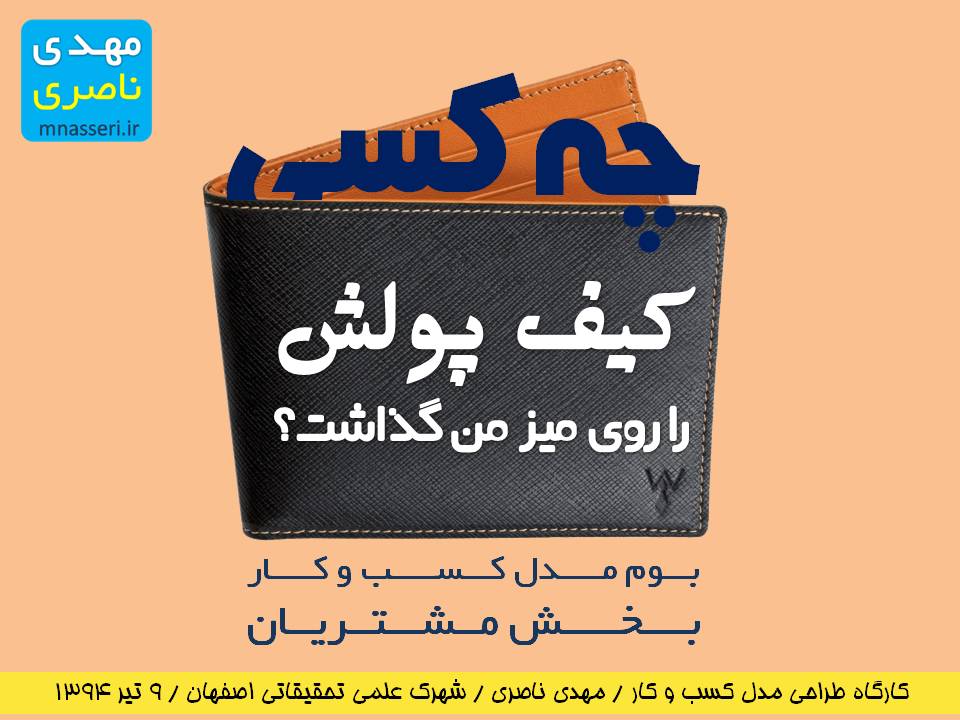 مهدی
ناصری
mnasseri.ir
چه کسی
کیف پولش
را روی میز من گذاشت؟
بوم مدل کسب و کار
بخش مشتریان
کارگاه طراحی مدل کسب و کار / مهدی ناصری / شهرک علمی تحقیقاتی اصفهان / ۹ تیر ۱۳۹۴